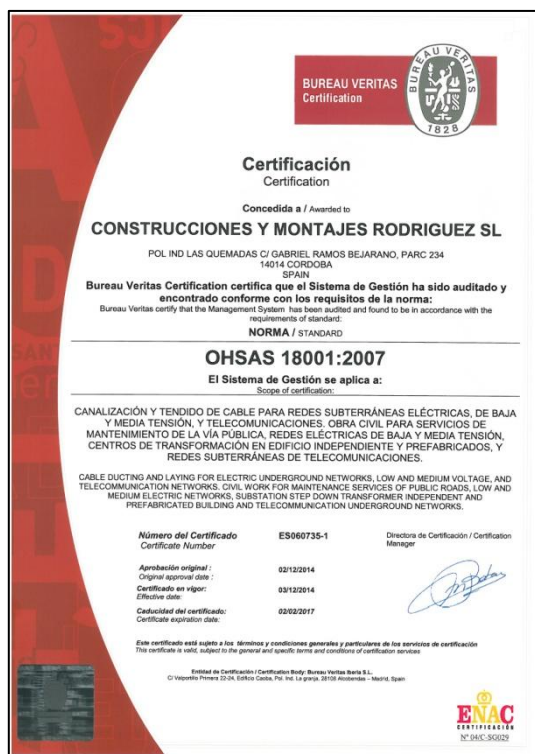 BUREAU VERITAS
Certification
BUREAU VERITAS
1828
Certificación
Certification
Concedida a / Awarded to
CONSTRUCCIONES Y MONTAJES RODRIGUEZ SL
POL IND LAS QUEMADAS C/ GABRIEL RAMOS BEJARANO, PARC 234
14014 CORDOBA
SPAIN
Bureau Veritas Certification certifica que el Sistema de Gestión ha sido auditado y
encontrado conforme con los requisitos de la norma:
Bureau Veritas certify that the Management System has been audited and found to be in accordance with the
requirements of standard:
NORMA / STANDARD
OHSAS 18001:2007
El Sistema de Gestión se aplica a:
Scope of certification:
CANALIZACIÓN Y TENDIDO DE CABLE PARA REDES SUBTERRÁNEAS ELÉCTRICAS, DE BAJA
Y MEDIA TENSIÓN, Y TELECOMUNICACIONES. OBRA CIVIL PARA SERVICIOS DE
MANTENIMIENTO DE LA VÍA PÚBLICA, REDES ELÉCTRICAS DE BAJA Y MEDIA TENSIÓN,
CENTROS DE TRANSFORMACIÓN EN EDIFICIO INDEPENDIENTE Y PREFABRICADOS, Y
REDES SUBTERRÁNEAS DE TELECOMUNICACIONES.
CABLE DUCTING AND LAYING FOR ELECTRIC UNDERGROUND NETWORKS, LOW AND MEDIUM VOLTAGE, AND
TELECOMMUNICATION NETWORKS. CIVIL WORK FOR MAINTENANCE SERVICES OF PUBLIC ROADS, LOW AND
MEDIUM ELECTRIC NETWORKS, SUBSTATION STEP DOWN TRANSFORMER INDEPENDENT AND
PREFABRICATED BUILDING AND TELECOMMUNICATION UNDERGROUND NETWORKS.
Número del Certificado ES060735-1 Directora de Certificación / Certification
Certificate Number Manager
Aprobación original : 02/12/2014
Original approval date :
Certificado en vigor: 03/12/2014
Effective date:
Caducidad del certificado: 02/02/2017
Certificate expiration date:
Este certificado está sujeto a los términos y condiciones generales y particulares de los servicios de certificación
This certificate is valid, subject to the general and specific terms and conditions of certification services
Entidad de Certificación / Certification Body: Bureau Veritas Iberia S.L.
C/ Valportillo Primera 22-24, Edificio Caoba, Pol. Ind. La granja, 28108 Alcobendas – Madrid, Spain
ENAC
CERTIFICACIÓN
Nº 04/C-SG029